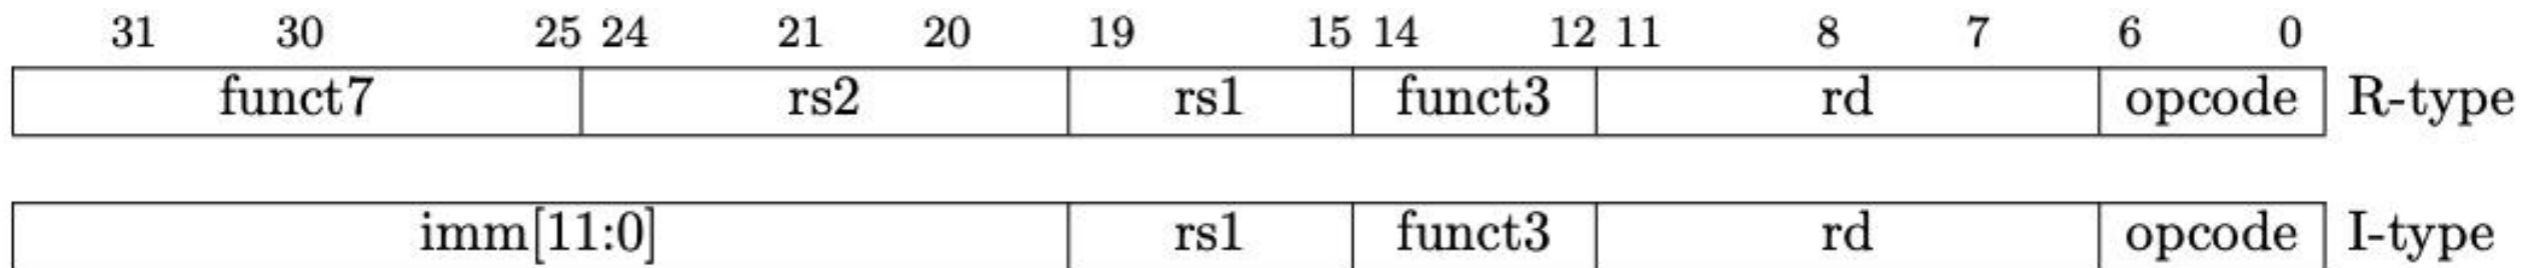 31 30 25 24 21 20 19 15 14 12 11 8 7 6 0
funct7 rs2 rs1 funct3 rd opcode R-type
imm[11:0] rs1 funct3 rd opcode I-type